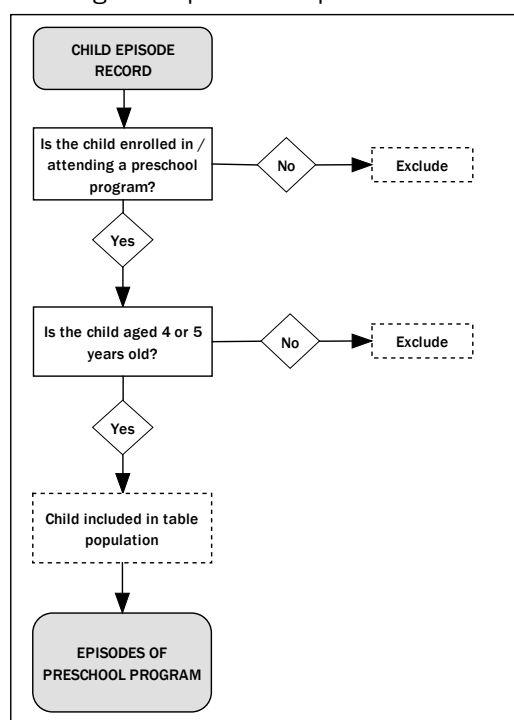 CHILD EPISODE
RECORD
Is the child enrolled in /
attending a preschool
program?
No
Exclude
Yes
Is the child aged 4 or 5
years old?
No
Exclude
Yes
Child included in table
population
EPISODES OF
PRESCHOOL PROGRAM